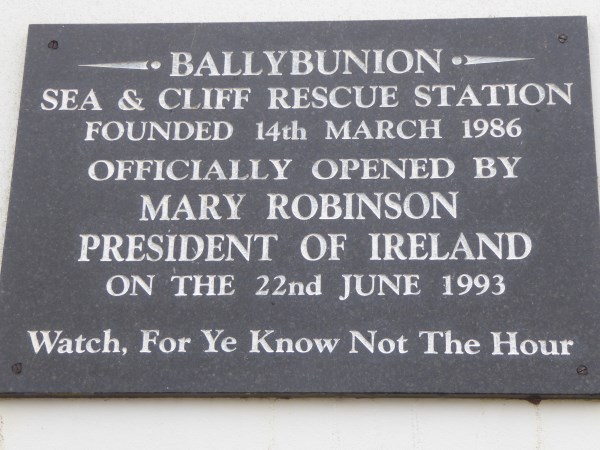 BALLYBUNION
SEA & CLIFF RESCUE STATION
FOUNDED 14th MARCH 1986
OFFICIALLY OPENED BY
MARY ROBINSON
PRESIDENT OF IRELAND
ON THE 22nd JUNE 1993
Watch, For Ye Know Not The Hour